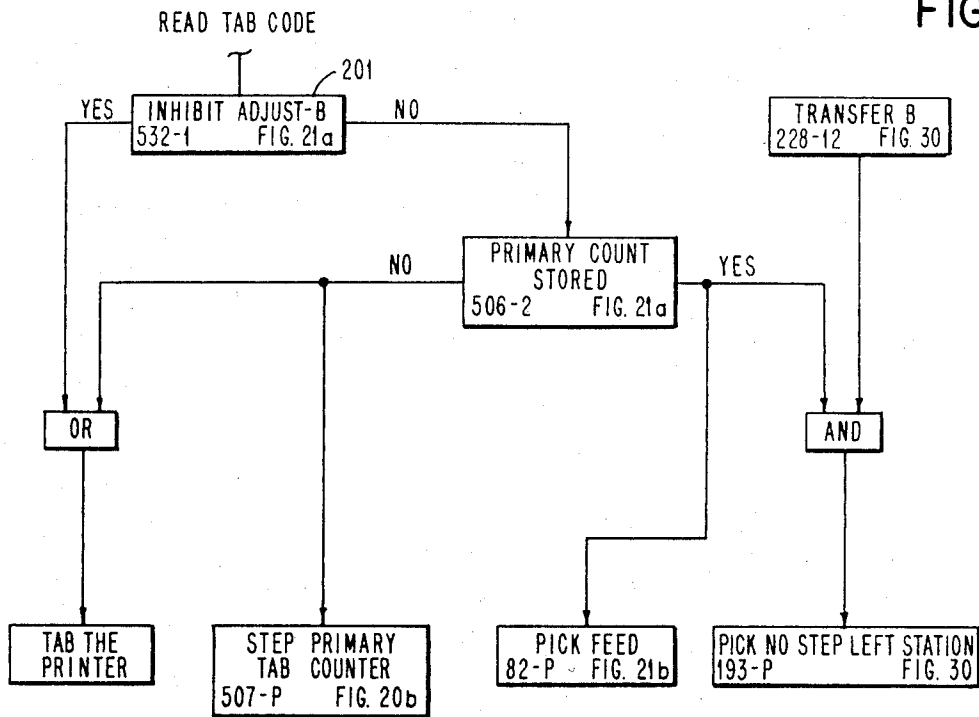 READ TAB CODE
FIG
201
YES
INHIBIT ADJUST-B
532-1 FIG. 21a
NO
TRANSFER B
228-12 FIG. 30
NO
PRIMARY COUNT
STORED
506-2 FIG. 21a
YES
OR
AND
TAB THE
PRINTER
STEP PRIMARY
TAB COUNTER
507-P FIG. 20b
PICK FEED
82-P FIG. 21b
PICK NO STEP LEFT STATION
193-P FIG. 30